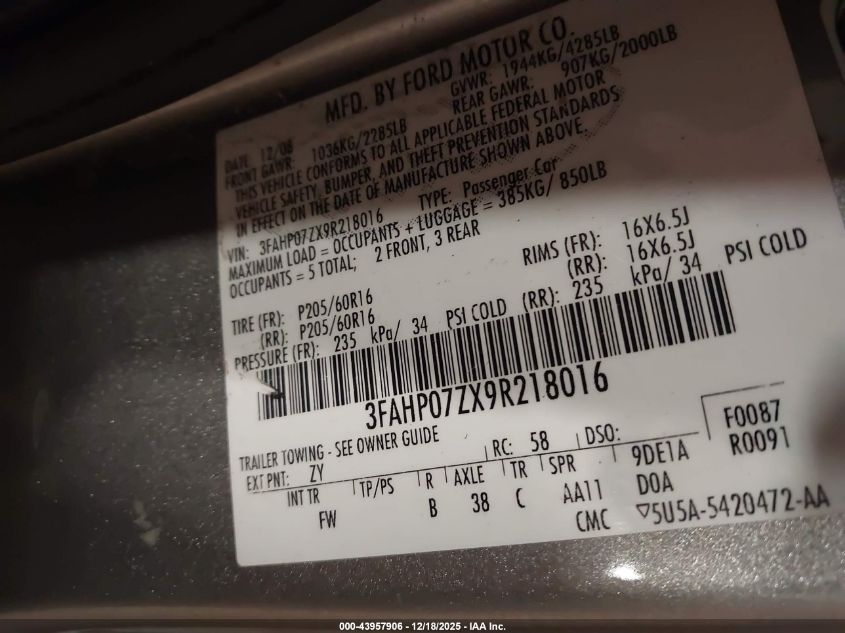 MFD. BY FORD MOTOR CO.
DATE: 12/08 GVWR: 1944KG/4285LB
FRONT GAWR: 1036KG/2285LB REAR GAWR: 907KG/2000LB
THIS VEHICLE CONFORMS TO ALL APPLICABLE FEDERAL MOTOR
VEHICLE SAFETY, BUMPER, AND THEFT PREVENTION STANDARDS
IN EFFECT ON THE DATE OF MANUFACTURE SHOWN ABOVE.
VIN: 3FAHP07ZX9R218016 TYPE: Passenger Car
MAXIMUM LOAD = OCCUPANTS + LUGGAGE = 385KG/ 850LB
OCCUPANTS = 5 TOTAL; 2 FRONT, 3 REAR
TIRE (FR): P205/60R16 RIMS (FR): 16X6.5J
(RR): P205/60R16 (RR): 16X6.5J
PRESSURE (FR): 235 kPa/ 34 PSI COLD (RR): 235 kPa/ 34 PSI COLD
3FAHP07ZX9R218016
TRAILER TOWING - SEE OWNER GUIDE
EXT PNT: ZY RC: 58 DSO: F0087
INT TR TP/PS R AXLE TR SPR 9DE1A R0091
FW B 38 C AA11 D0A
CMC ▽5U5A-5420472-AA
000-43957906 - 12/18/2025 - IAA Inc.